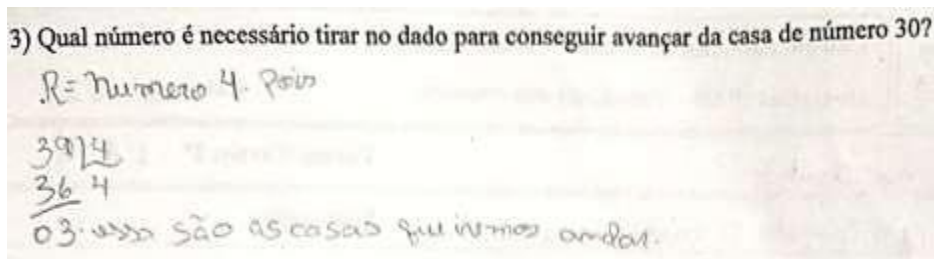 3) Qual número é necessário tirar no dado para conseguir avançar da casa de número 30?
R= Numero 4. Pois
39 4
36 4
03. essa são as casas que iremos andar.